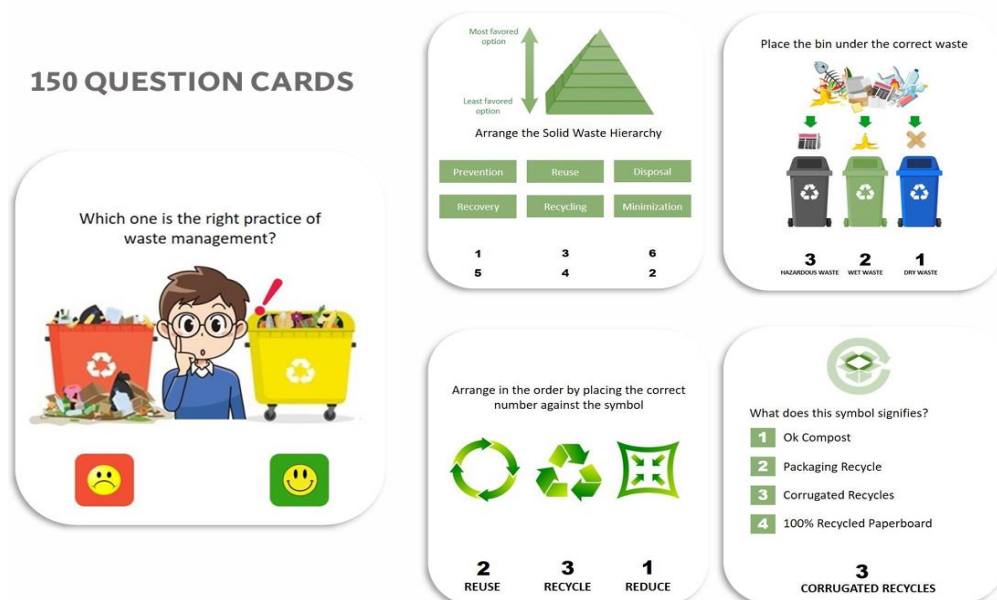 150 QUESTION CARDS
Which one is the right practice of
waste management?
Most favored
option
Least favored
option
Arrange the Solid Waste Hierarchy
Prevention Reuse Disposal
Recovery Recycling Minimization
1 3 6
5 4 2
Place the bin under the correct waste
3 2 1
HAZARDOUS WASTE WET WASTE DRY WASTE
Arrange in the order by placing the correct
number against the symbol
2 3 1
REUSE RECYCLE REDUCE
What does this symbol signifies?
1 Ok Compost
2 Packaging Recycle
3 Corrugated Recycles
4 100% Recycled Paperboard
3
CORRUGATED RECYCLES